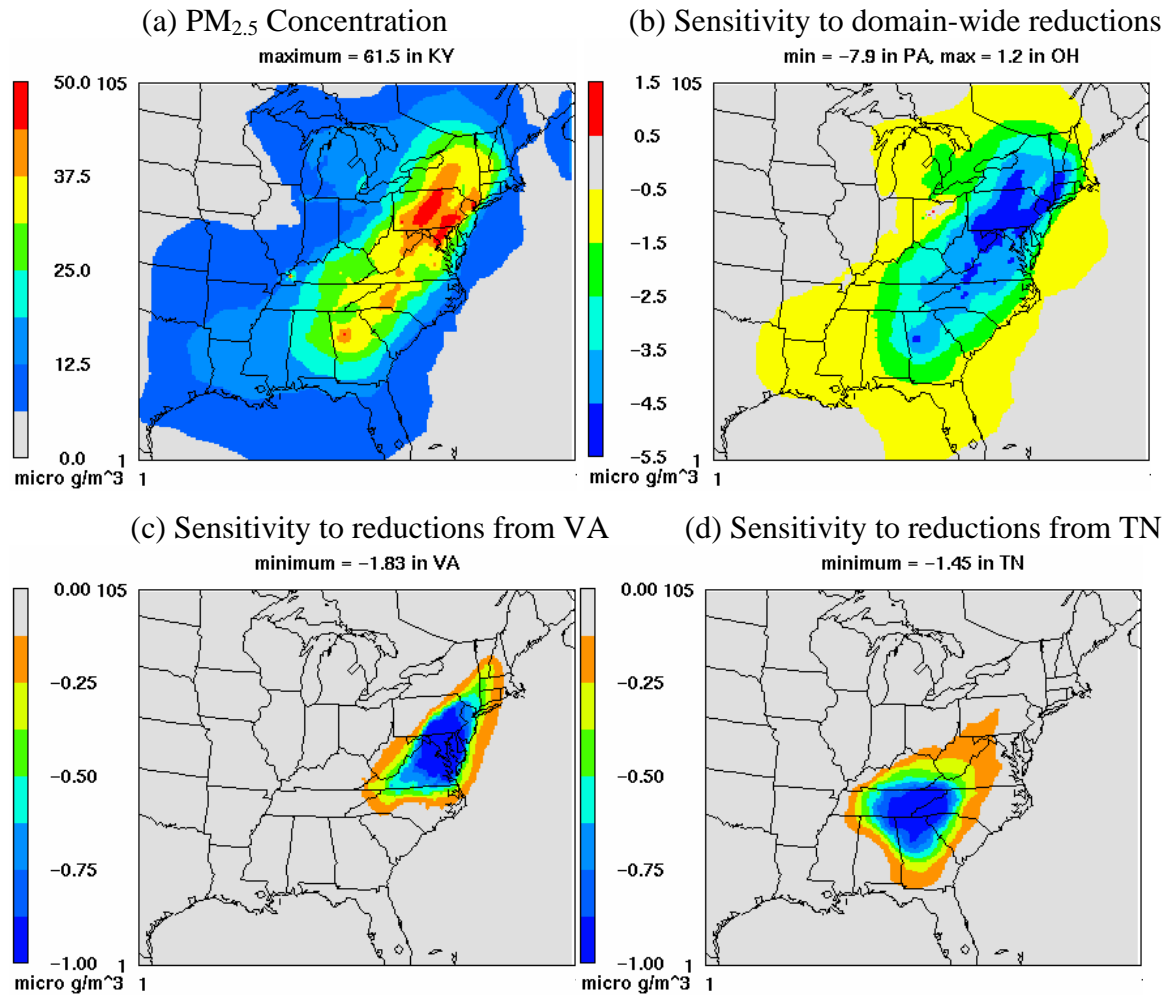 (a) PM2.5 Concentration
maximum = 61.5 in KY
50.0
37.5
25.0
12.5
0.0
micro g/m^3
105
1
1
(b) Sensitivity to domain-wide reductions
min = −7.9 in PA, max = 1.2 in OH
1.5
0.5
−0.5
−1.5
−2.5
−3.5
−4.5
−5.5
micro g/m^3
105
1
1
(c) Sensitivity to reductions from VA
minimum = −1.83 in VA
0.00
−0.25
−0.50
−0.75
−1.00
micro g/m^3
105
1
1
(d) Sensitivity to reductions from TN
minimum = −1.45 in TN
0.00
−0.25
−0.50
−0.75
−1.00
micro g/m^3
105
1
1